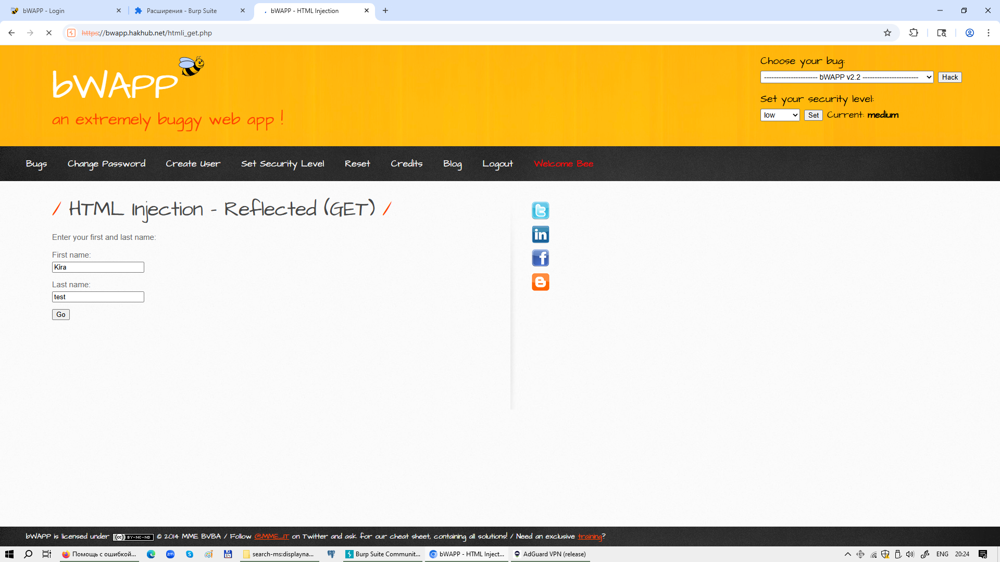 bWAPP - Login
Расширения - Burp Suite
bWAPP - HTML Injection
https://bwapp.hakhub.net/htmli_get.php
bWAPP
an extremely buggy web app !
Choose your bug:
---------------------- bWAPP v2.2 -----------------------
Hack
Set your security level:
low
Set
Current: medium
Bugs
Change Password
Create User
Set Security Level
Reset
Credits
Blog
Logout
Welcome Bee
/ HTML Injection - Reflected (GET) /
Enter your first and last name:
First name:
Kira
Last name:
test
Go
bWAPP is licensed under (cc) BY-NC-ND © 2014 MME BVBA / Follow @MME_IT on Twitter and ask for our cheat sheet, containing all solutions! / Need an exclusive training?
Помощь с ошибкой...
zm
64
search-ms:displayna...
Burp Suite Communit...
bWAPP - HTML Inject...
AdGuard VPN (release)
ENG
20:24